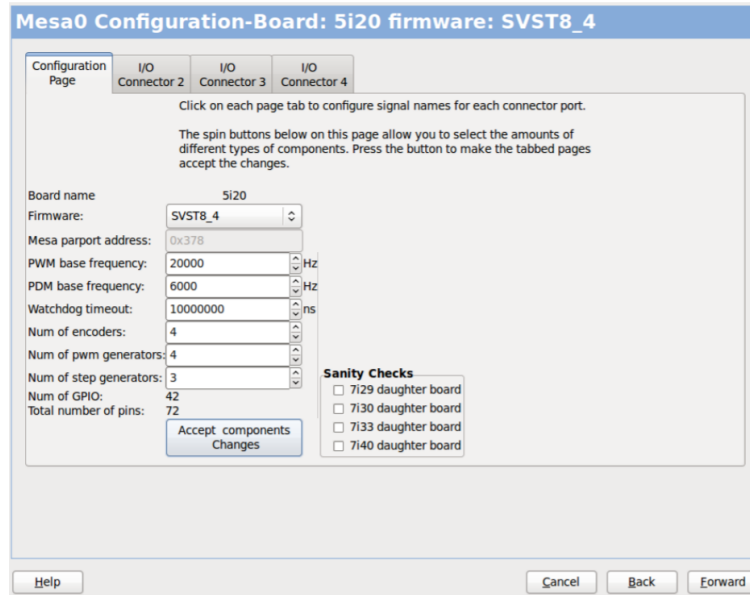 Mesa0 Configuration-Board: 5i20 firmware: SVST8_4
Configuration Page
I/O Connector 2
I/O Connector 3
I/O Connector 4
Click on each page tab to configure signal names for each connector port.
The spin buttons below on this page allow you to select the amounts of
different types of components. Press the button to make the tabbed pages
accept the changes.
Board name 5i20
Firmware: SVST8_4
Mesa parport address: 0x378
PWM base frequency: 20000 Hz
PDM base frequency: 6000 Hz
Watchdog timeout: 10000000 ns
Num of encoders: 4
Num of pwm generators: 4
Num of step generators: 3
Num of GPIO: 42
Total number of pins: 72
Accept components
Changes
Sanity Checks
7i29 daughter board
7i30 daughter board
7i33 daughter board
7i40 daughter board
Help Cancel Back Forward